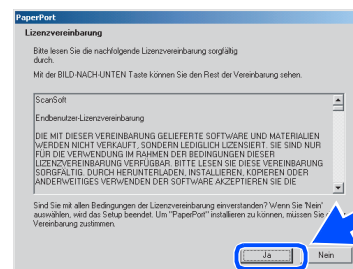 PaperPort
Lizenzvereinbarung
Bitte lesen Sie die nachfolgende Lizenzvereinbarung sorgfältig
durch.
Mit der BILD-NACH-UNTEN Taste können Sie den Rest der Vereinbarung sehen.
ScanSoft
Endbenutzer-Lizenzvereinbarung
DIE MIT DIESER VEREINBARUNG GELIEFERTE SOFTWARE UND MATERIALIEN
WERDEN NICHT VERKAUFT, SONDERN LEDIGLICH LIZENSIERT. SIE SIND NUR
FÜR DIE VERWENDUNG IM RAHMEN DER BEDINGUNGEN DIESER
LIZENZVEREINBARUNG VERFÜGBAR. BITTE LESEN SIE DIESE VEREINBARUNG
SORGFÄLTIG. DURCH HERUNTERLADEN, INSTALLIEREN, KOPIEREN ODER
ANDERWEITIGES VERWENDEN DER SOFTWARE AKZEPTIEREN SIE DIE
Sind Sie mit allen Bedingungen der Lizenzvereinbarung einverstanden? Wenn Sie 'Nein'
auswählen, wird das Setup beendet. Um "PaperPort" installieren zu können, müssen Sie
Vereinbarung zustimmen.
Ja Nein